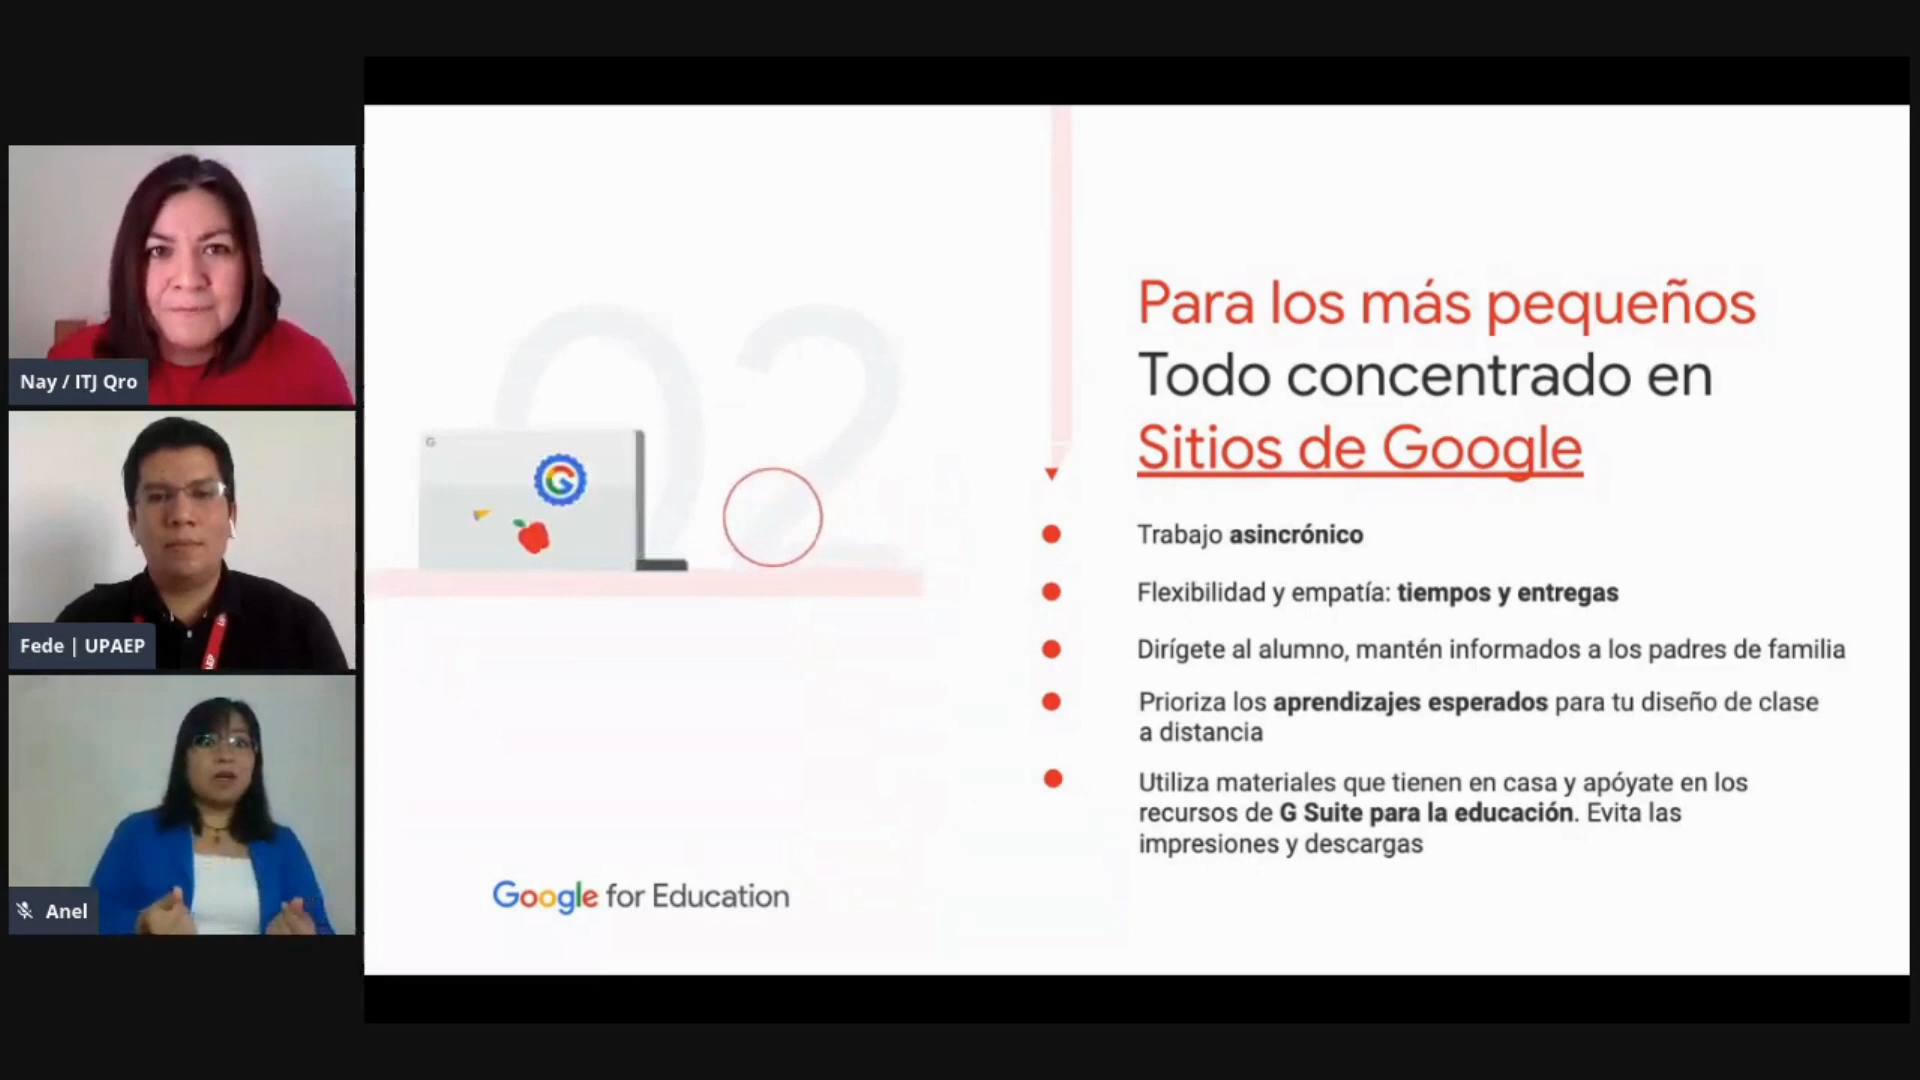 Nay / ITJ Qro
Fede | UPAEP
Anel
02
G
G
Google for Education
Para los más pequeños
Todo concentrado en
Sitios de Google
Trabajo asincrónico
Flexibilidad y empatía: tiempos y entregas
Dirígete al alumno, mantén informados a los padres de familia
Prioriza los aprendizajes esperados para tu diseño de clase
a distancia
Utiliza materiales que tienen en casa y apóyate en los
recursos de G Suite para la educación. Evita las
impresiones y descargas